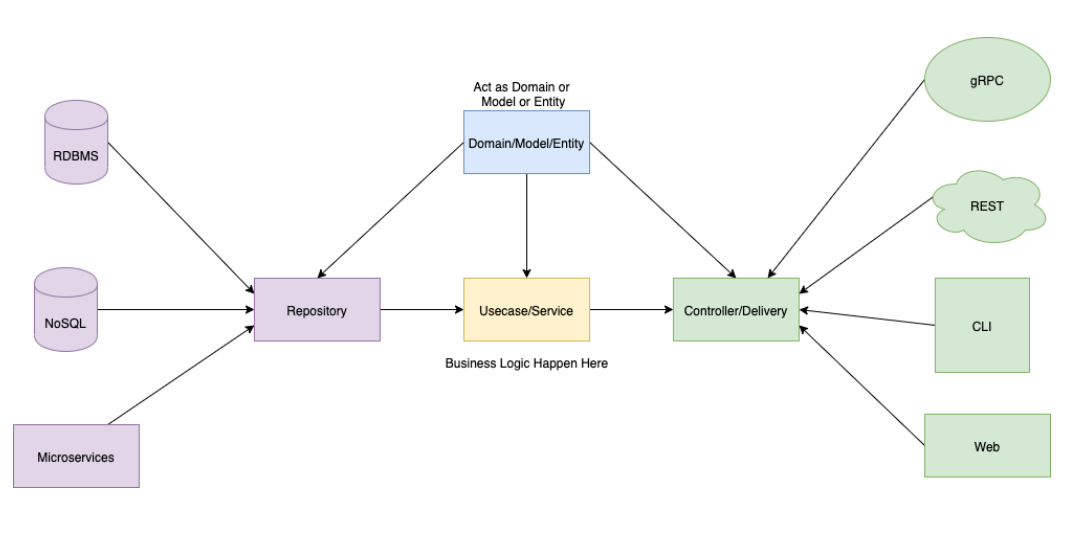 gRPC
Act as Domain or
Model or Entity
Domain/Model/Entity
RDBMS
REST
Repository
Usecase/Service
Controller/Delivery
NoSQL
CLI
Business Logic Happen Here
Web
Microservices